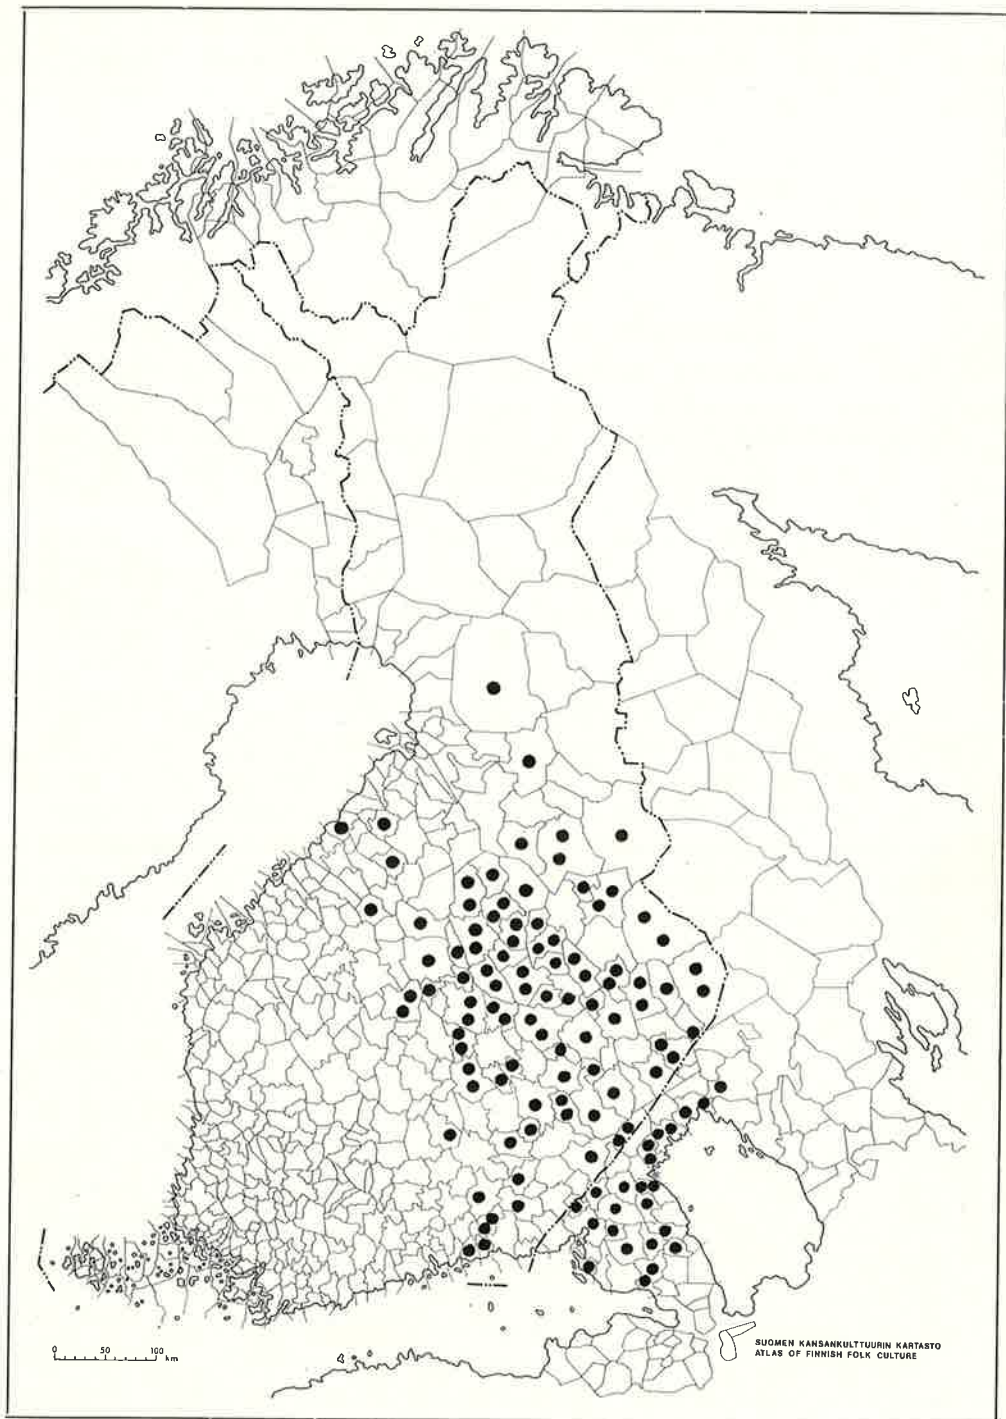 0 50 100
km
SUOMEN KANSANKULTTUURIN KARTASTO
ATLAS OF FINNISH FOLK CULTURE